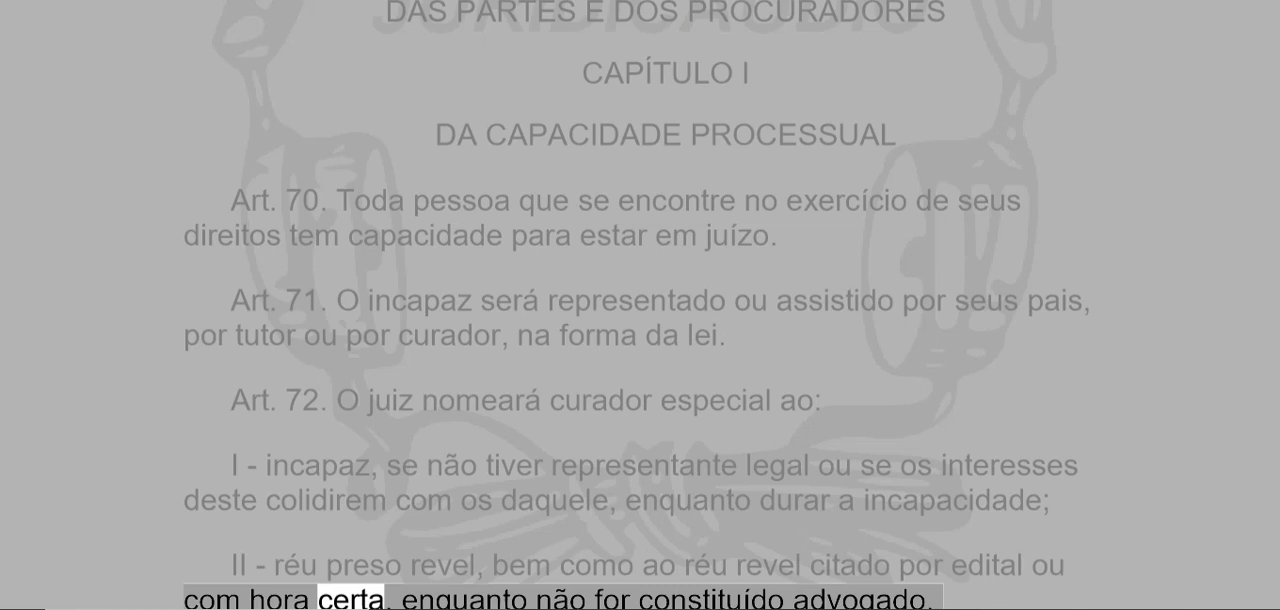 DAS PARTES E DOS PROCURADORES
CAPÍTULO I
DA CAPACIDADE PROCESSUAL
Art. 70. Toda pessoa que se encontre no exercício de seus
direitos tem capacidade para estar em juízo.
Art. 71. O incapaz será representado ou assistido por seus pais,
por tutor ou por curador, na forma da lei.
Art. 72. O juiz nomeará curador especial ao:
I - incapaz, se não tiver representante legal ou se os interesses
deste colidirem com os daquele, enquanto durar a incapacidade;
II - réu preso revel, bem como ao réu revel citado por edital ou
com hora certa, enquanto não for constituído advogado.